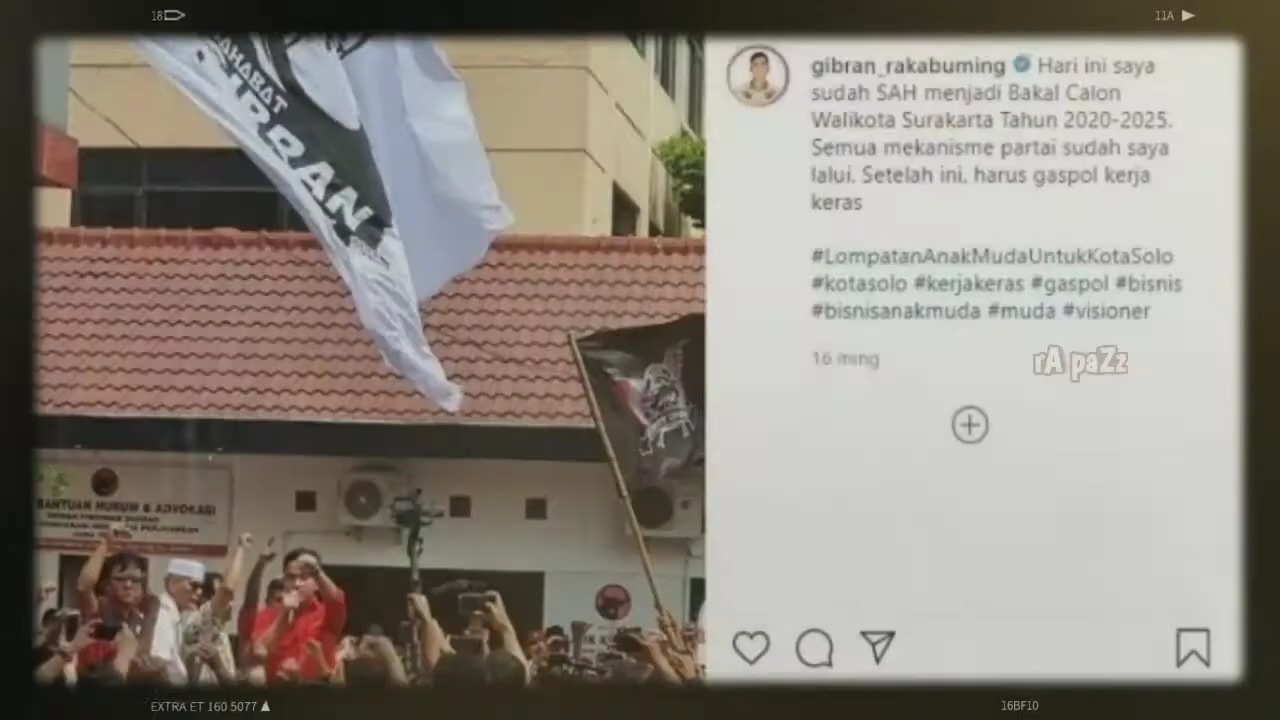 18
11A
SAHABAT
GIBRAN
BANTUAN HUKUM & ADVOKASI
gibran_rakabuming Hari ini saya
sudah SAH menjadi Bakal Calon
Walikota Surakarta Tahun 2020-2025.
Semua mekanisme partai sudah saya
lalui. Setelah ini, harus gaspol kerja
keras
#LompatanAnakMudaUntukKotaSolo
#kotasolo #kerjakeras #gaspol #bisnis
#bisnisanakmuda #muda #visioner
16 mng
rA paZz
EXTRA ET 160 5077
16BF10